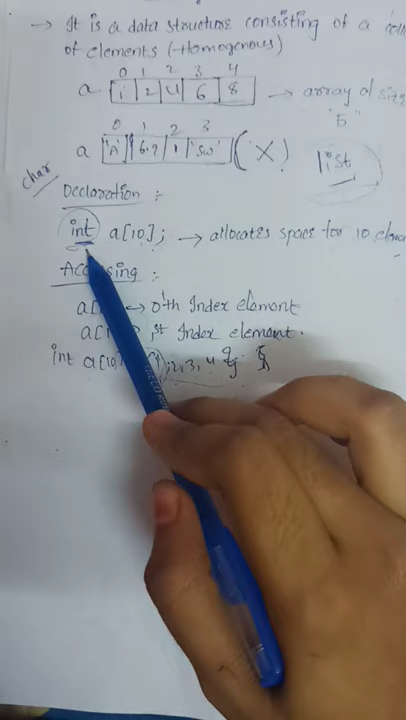 → It is a data structure consisting of a
of elements (Homogenous)
0 1 2 3 4
a 1 2 4 6 8 → array of size
"5"
0 1 2 3
a 'n' 6.9 1 'sw' (X) list
char
Declaration :-
int a[10]; → allocates space for 10
Accessing :-
a[ → 0'th Index element
a[ 1st Index element.
int a[10] , 2, 3, 4